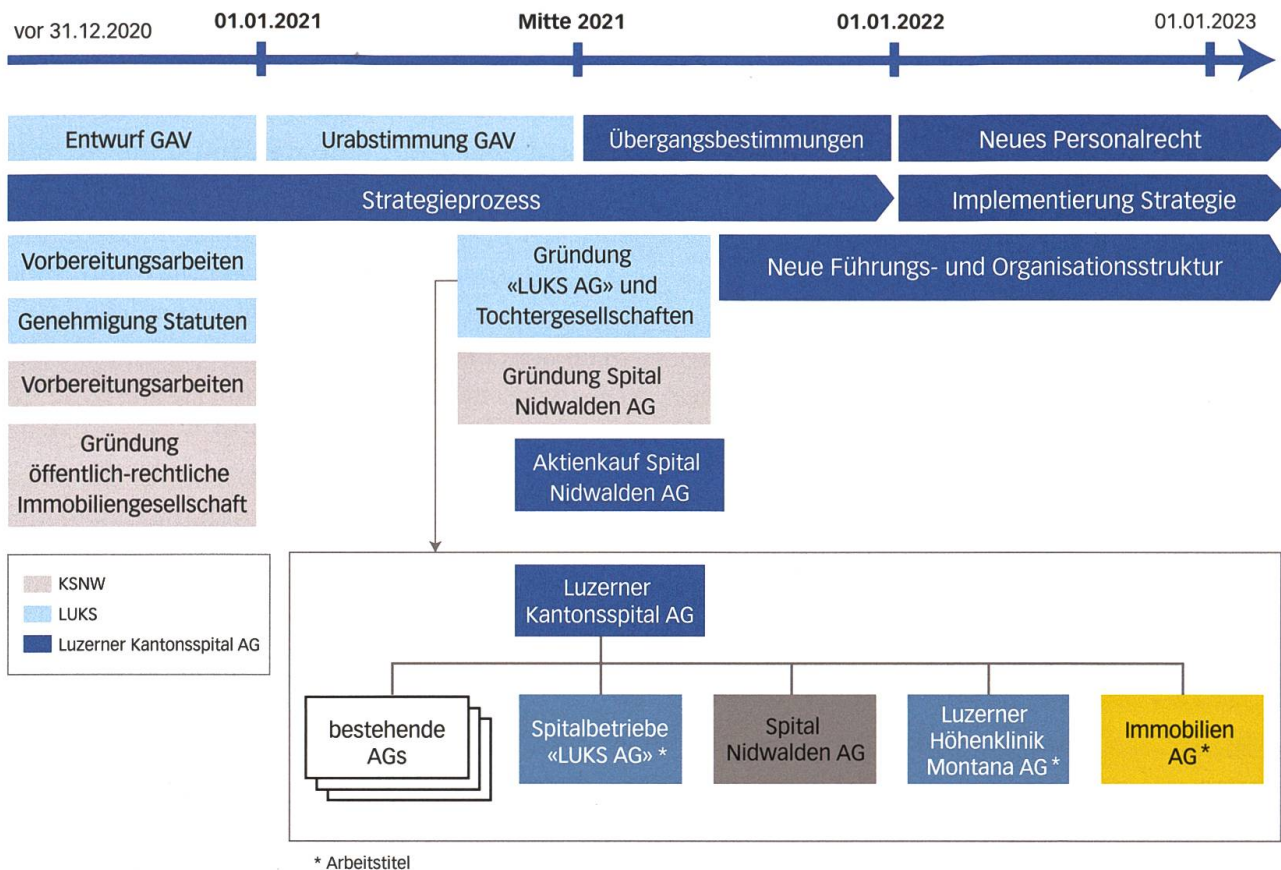 vor 31.12.2020
01.01.2021
Mitte 2021
01.01.2022
01.01.2023
Entwurf GAV
Urabstimmung GAV
Übergangsbestimmungen
Neues Personalrecht
Strategieprozess
Implementierung Strategie
Vorbereitungsarbeiten
Genehmigung Statuten
Vorbereitungsarbeiten
Gründung
öffentlich-rechtliche
Immobiliengesellschaft
Gründung
«LUKS AG» und
Tochtergesellschaften
Neue Führungs- und Organisationsstruktur
Gründung Spital
Nidwalden AG
Aktienkauf Spital
Nidwalden AG
KSNW
LUKS
Luzerner Kantonsspital AG
Luzerner
Kantonsspital AG
bestehende
AGs
Spitalbetriebe
«LUKS AG» *
Spital
Nidwalden AG
Luzerner
Höhenklinik
Montana AG *
Immobilien
AG *
* Arbeitstitel